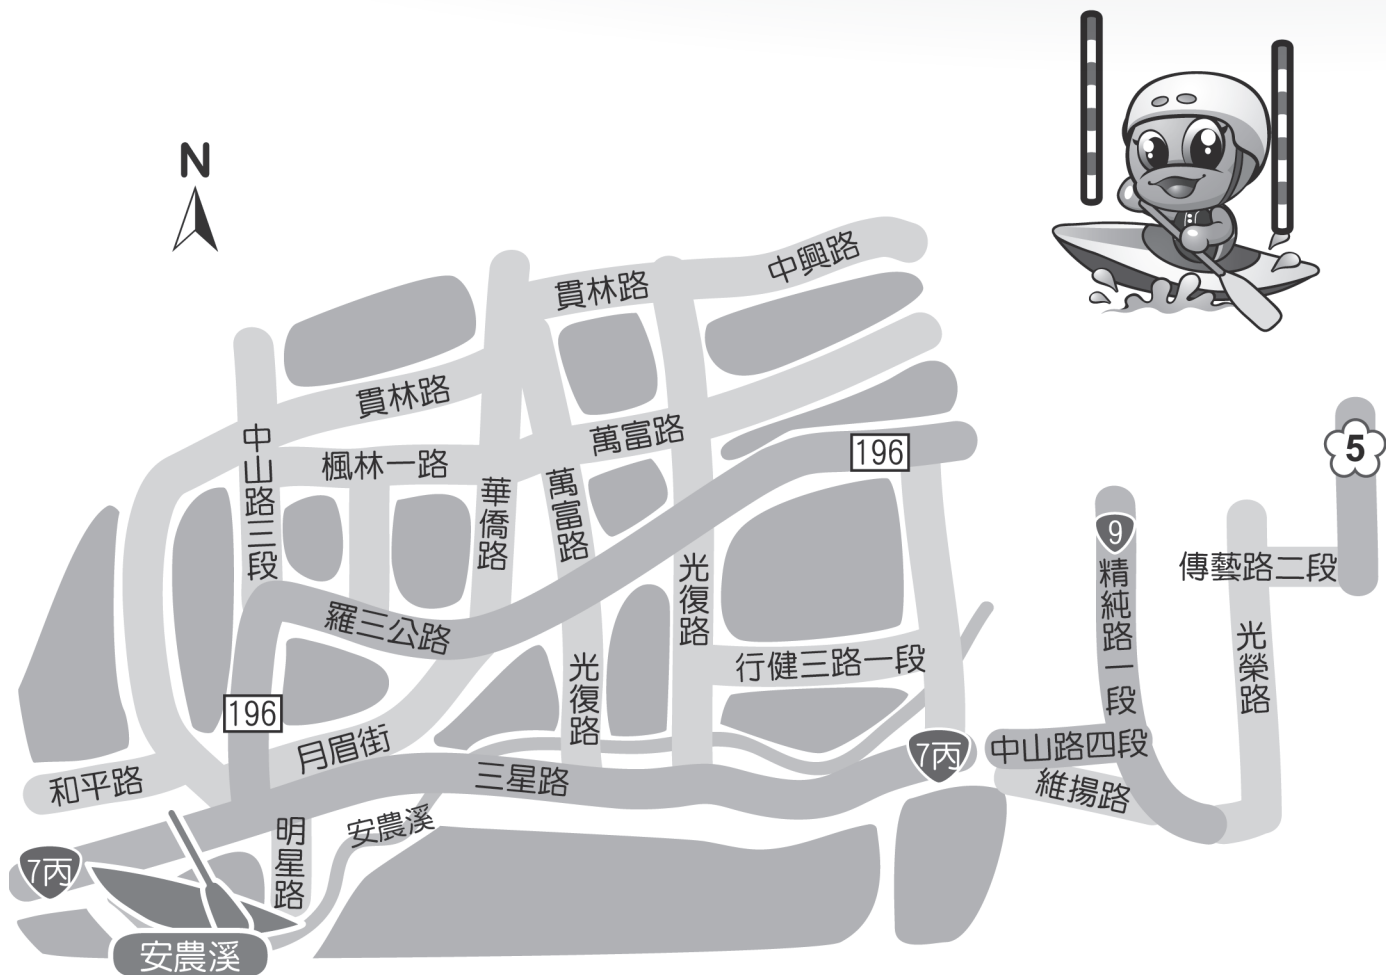 N
中興路
貫林路
貫林路
萬富路
196
5
中山路三段
楓林一路
華僑路
萬富路
9
精純路一段
傳藝路二段
光復路
羅三公路
光榮路
行健三路一段
光復路
196
月眉街
7丙
中山路四段
和平路
三星路
維揚路
明星路
安農溪
7丙
安農溪